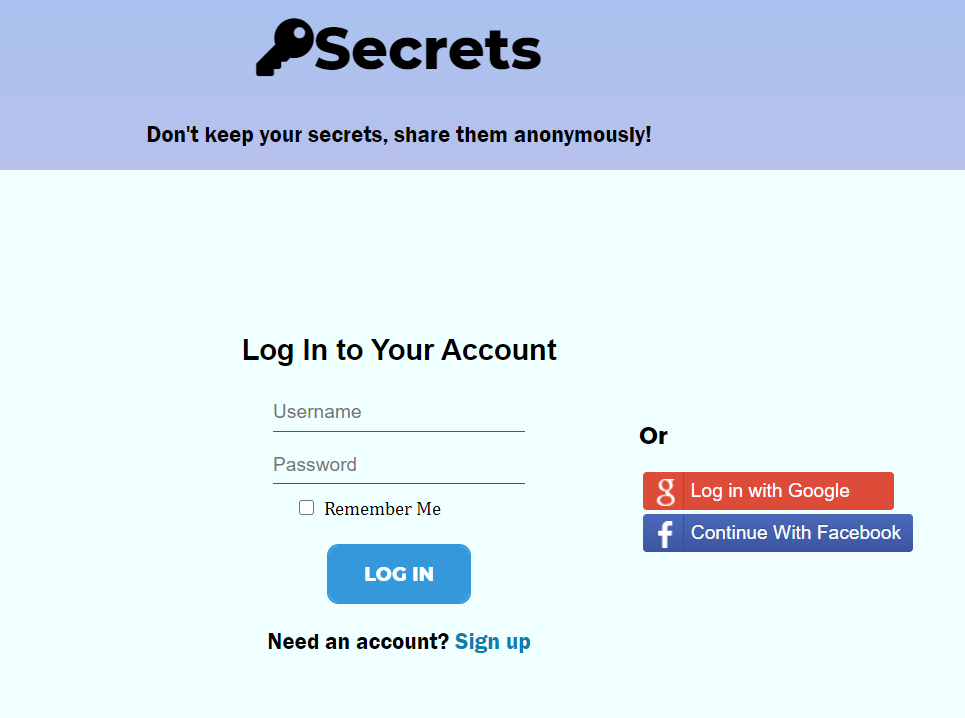 Secrets
Don't keep your secrets, share them anonymously!
Log In to Your Account
Username
Password
Remember Me
LOG IN
Need an account? Sign up
Or
g Log in with Google
f Continue With Facebook